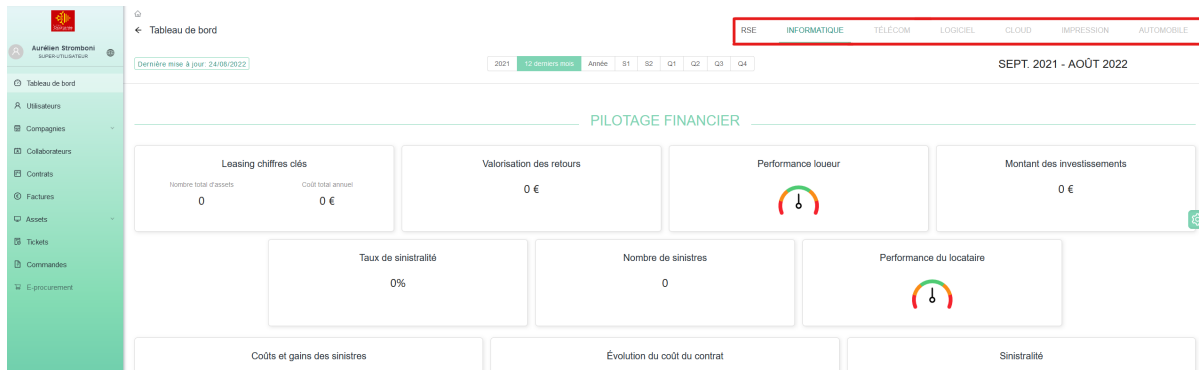 Tableau de bord
RSE INFORMATIQUE TÉLÉCOM LOGICIEL CLOUD IMPRESSION AUTOMOBILE
Aurélien Stromboni
SUPER-UTILISATEUR
Dernière mise à jour: 24/08/2022
2021 12 derniers mois Année S1 S2 Q1 Q2 Q3 Q4
SEPT. 2021 - AOÛT 2022
Tableau de bord
Utilisateurs
Compagnies
Collaborateurs
Contrats
Factures
Assets
Tickets
Commandes
E-procurement
PILOTAGE FINANCIER
Leasing chiffres clés
Nombre total d'assets Coût total annuel
0 0 €
Valorisation des retours
0 €
Performance loueur
Montant des investissements
0 €
Taux de sinistralité
0%
Nombre de sinistres
0
Performance du locataire
Coûts et gains des sinistres
Évolution du coût du contrat
Sinistralité